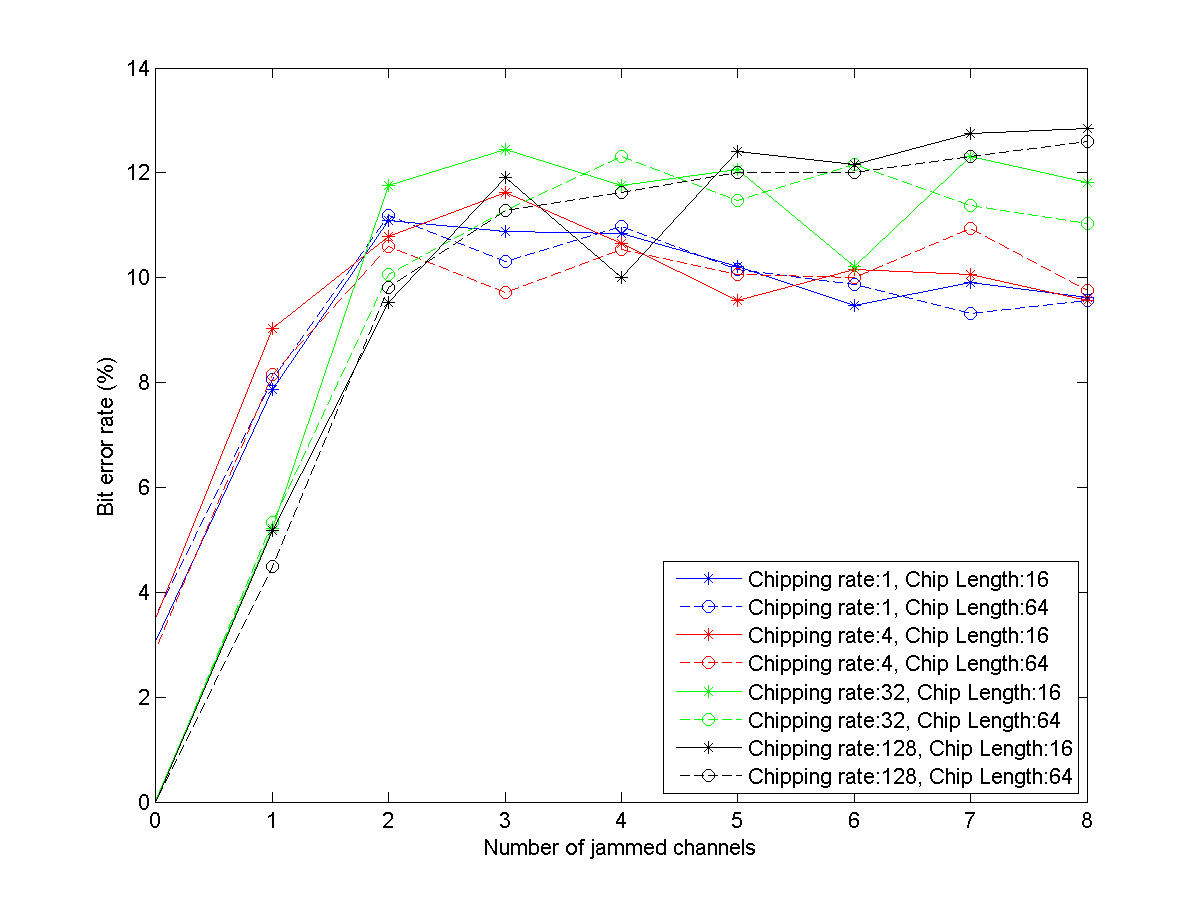 14
12
10
8
6
4
2
0
Bit error rate (%)
Chipping rate:1, Chip Length:16
Chipping rate:1, Chip Length:64
Chipping rate:4, Chip Length:16
Chipping rate:4, Chip Length:64
Chipping rate:32, Chip Length:16
Chipping rate:32, Chip Length:64
Chipping rate:128, Chip Length:16
Chipping rate:128, Chip Length:64
0 1 2 3 4 5 6 7 8
Number of jammed channels